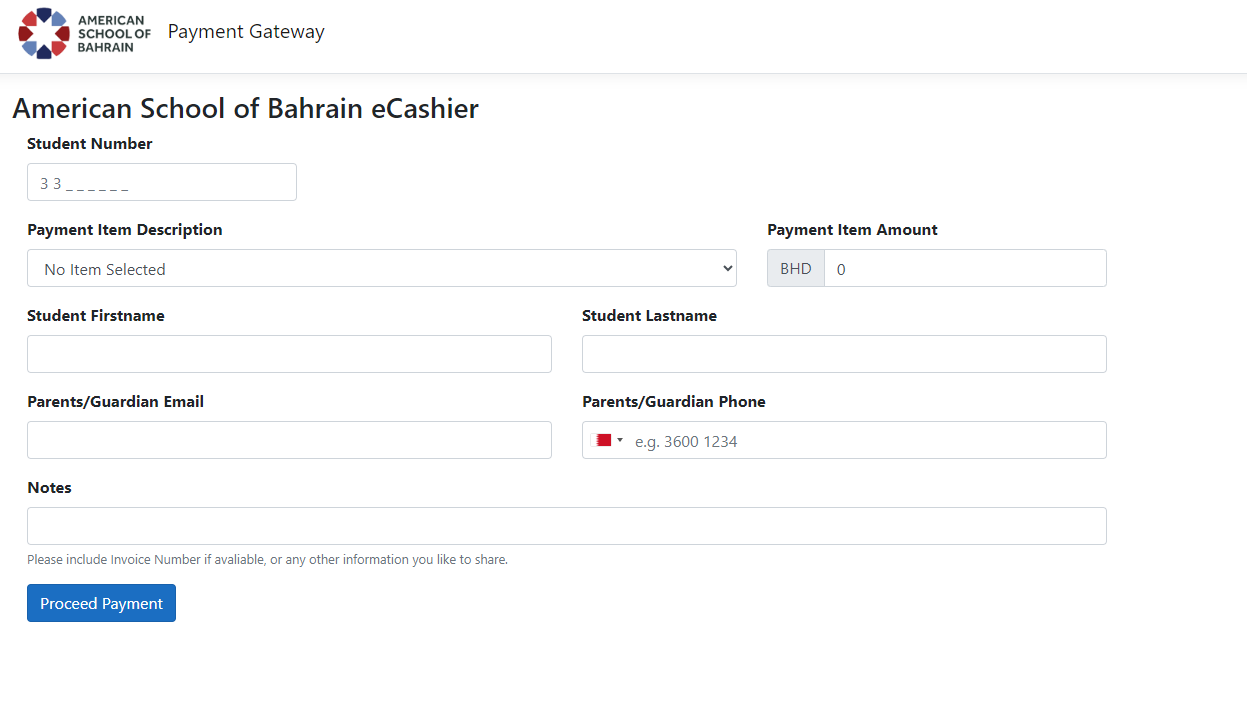 AMERICAN
SCHOOL OF
BAHRAIN
Payment Gateway
American School of Bahrain eCashier
Student Number
3 3 _ _ _ _ _ _
Payment Item Description
Payment Item Amount
No Item Selected
BHD
0
Student Firstname
Student Lastname
Parents/Guardian Email
Parents/Guardian Phone
e.g. 3600 1234
Notes
Please include Invoice Number if avaliable, or any other information you like to share.
Proceed Payment